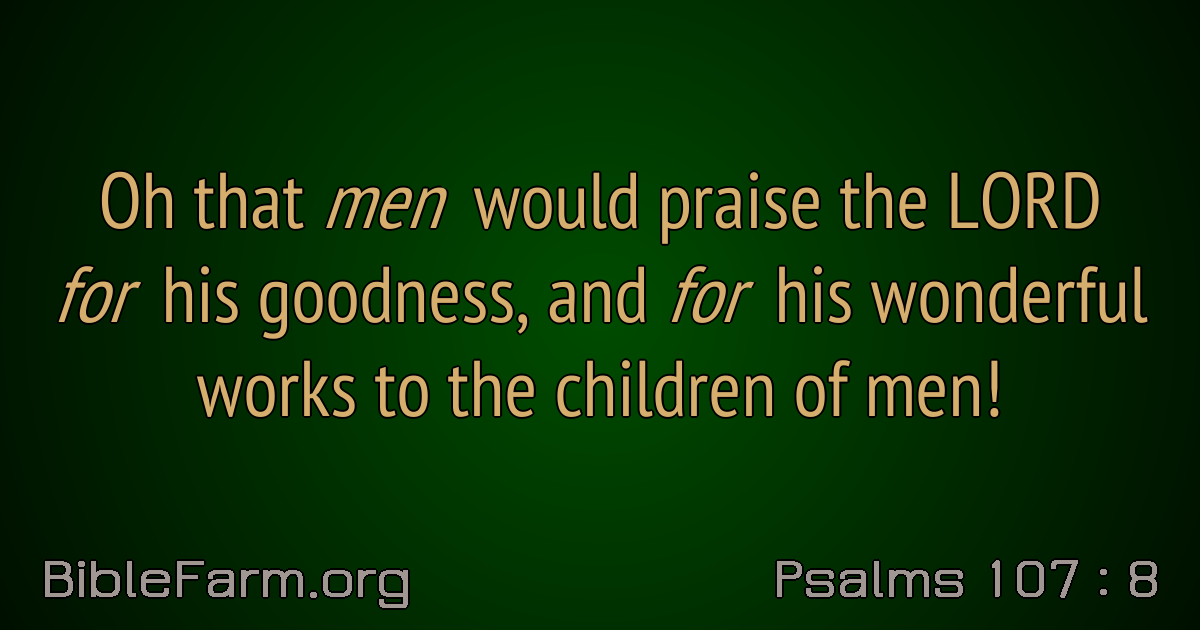 Oh that men would praise the LORD
for his goodness, and for his wonderful
works to the children of men!
BibleFarm.org
Psalms 107 : 8